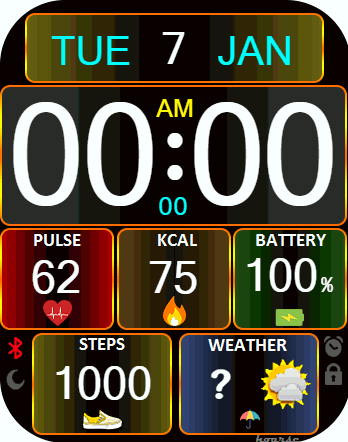 TUE 7 JAN
AM
00:00
00
PULSE
62
KCAL
75
BATTERY
100%
STEPS
1000
WEATHER
?